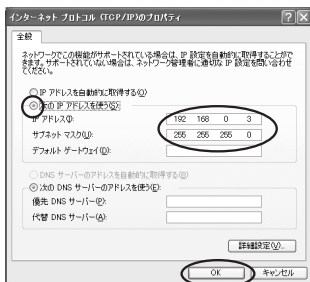 インターネット プロトコル (TCP/IP)のプロパティ
全般
ネットワークでこの機能がサポートされている場合は、IP 設定を自動的に取得することがで
きます。サポートされていない場合は、ネットワーク管理者に適切な IP 設定を問い合わせ
てください。
IP アドレスを自動的に取得する(O)
次の IP アドレスを使う(S):
IP アドレス(I): 192 168 0 3
サブネット マスク(U): 255 255 255 0
デフォルト ゲートウェイ(D):
DNS サーバーのアドレスを自動的に取得する(B)
次の DNS サーバーのアドレスを使う(E):
優先 DNS サーバー(P):
代替 DNS サーバー(A):
詳細設定(V)...
OK キャンセル